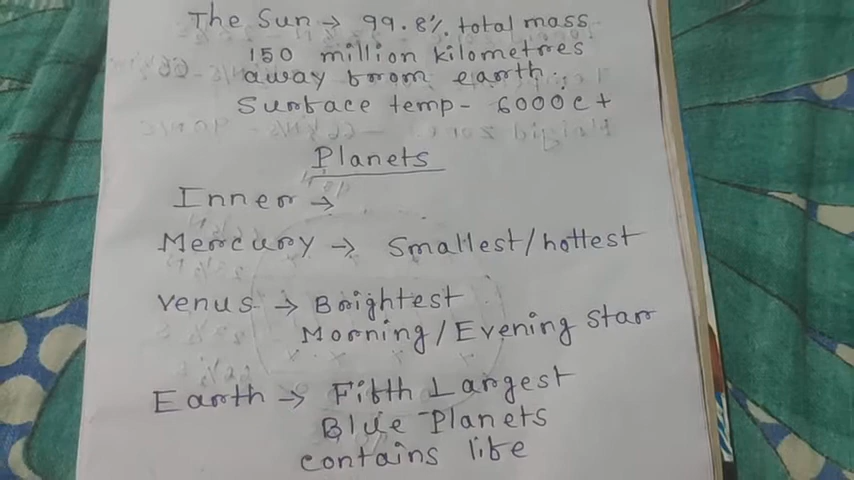 The Sun → 99.8% total mass
150 million kilometres
away from earth.
Surface temp - 6000c+
Planets
Inner →
Mercury → Smallest/hottest
Venus → Brightest
Morning/Evening Starr
Earth → Fifth Largest
Blue Planets
contains life